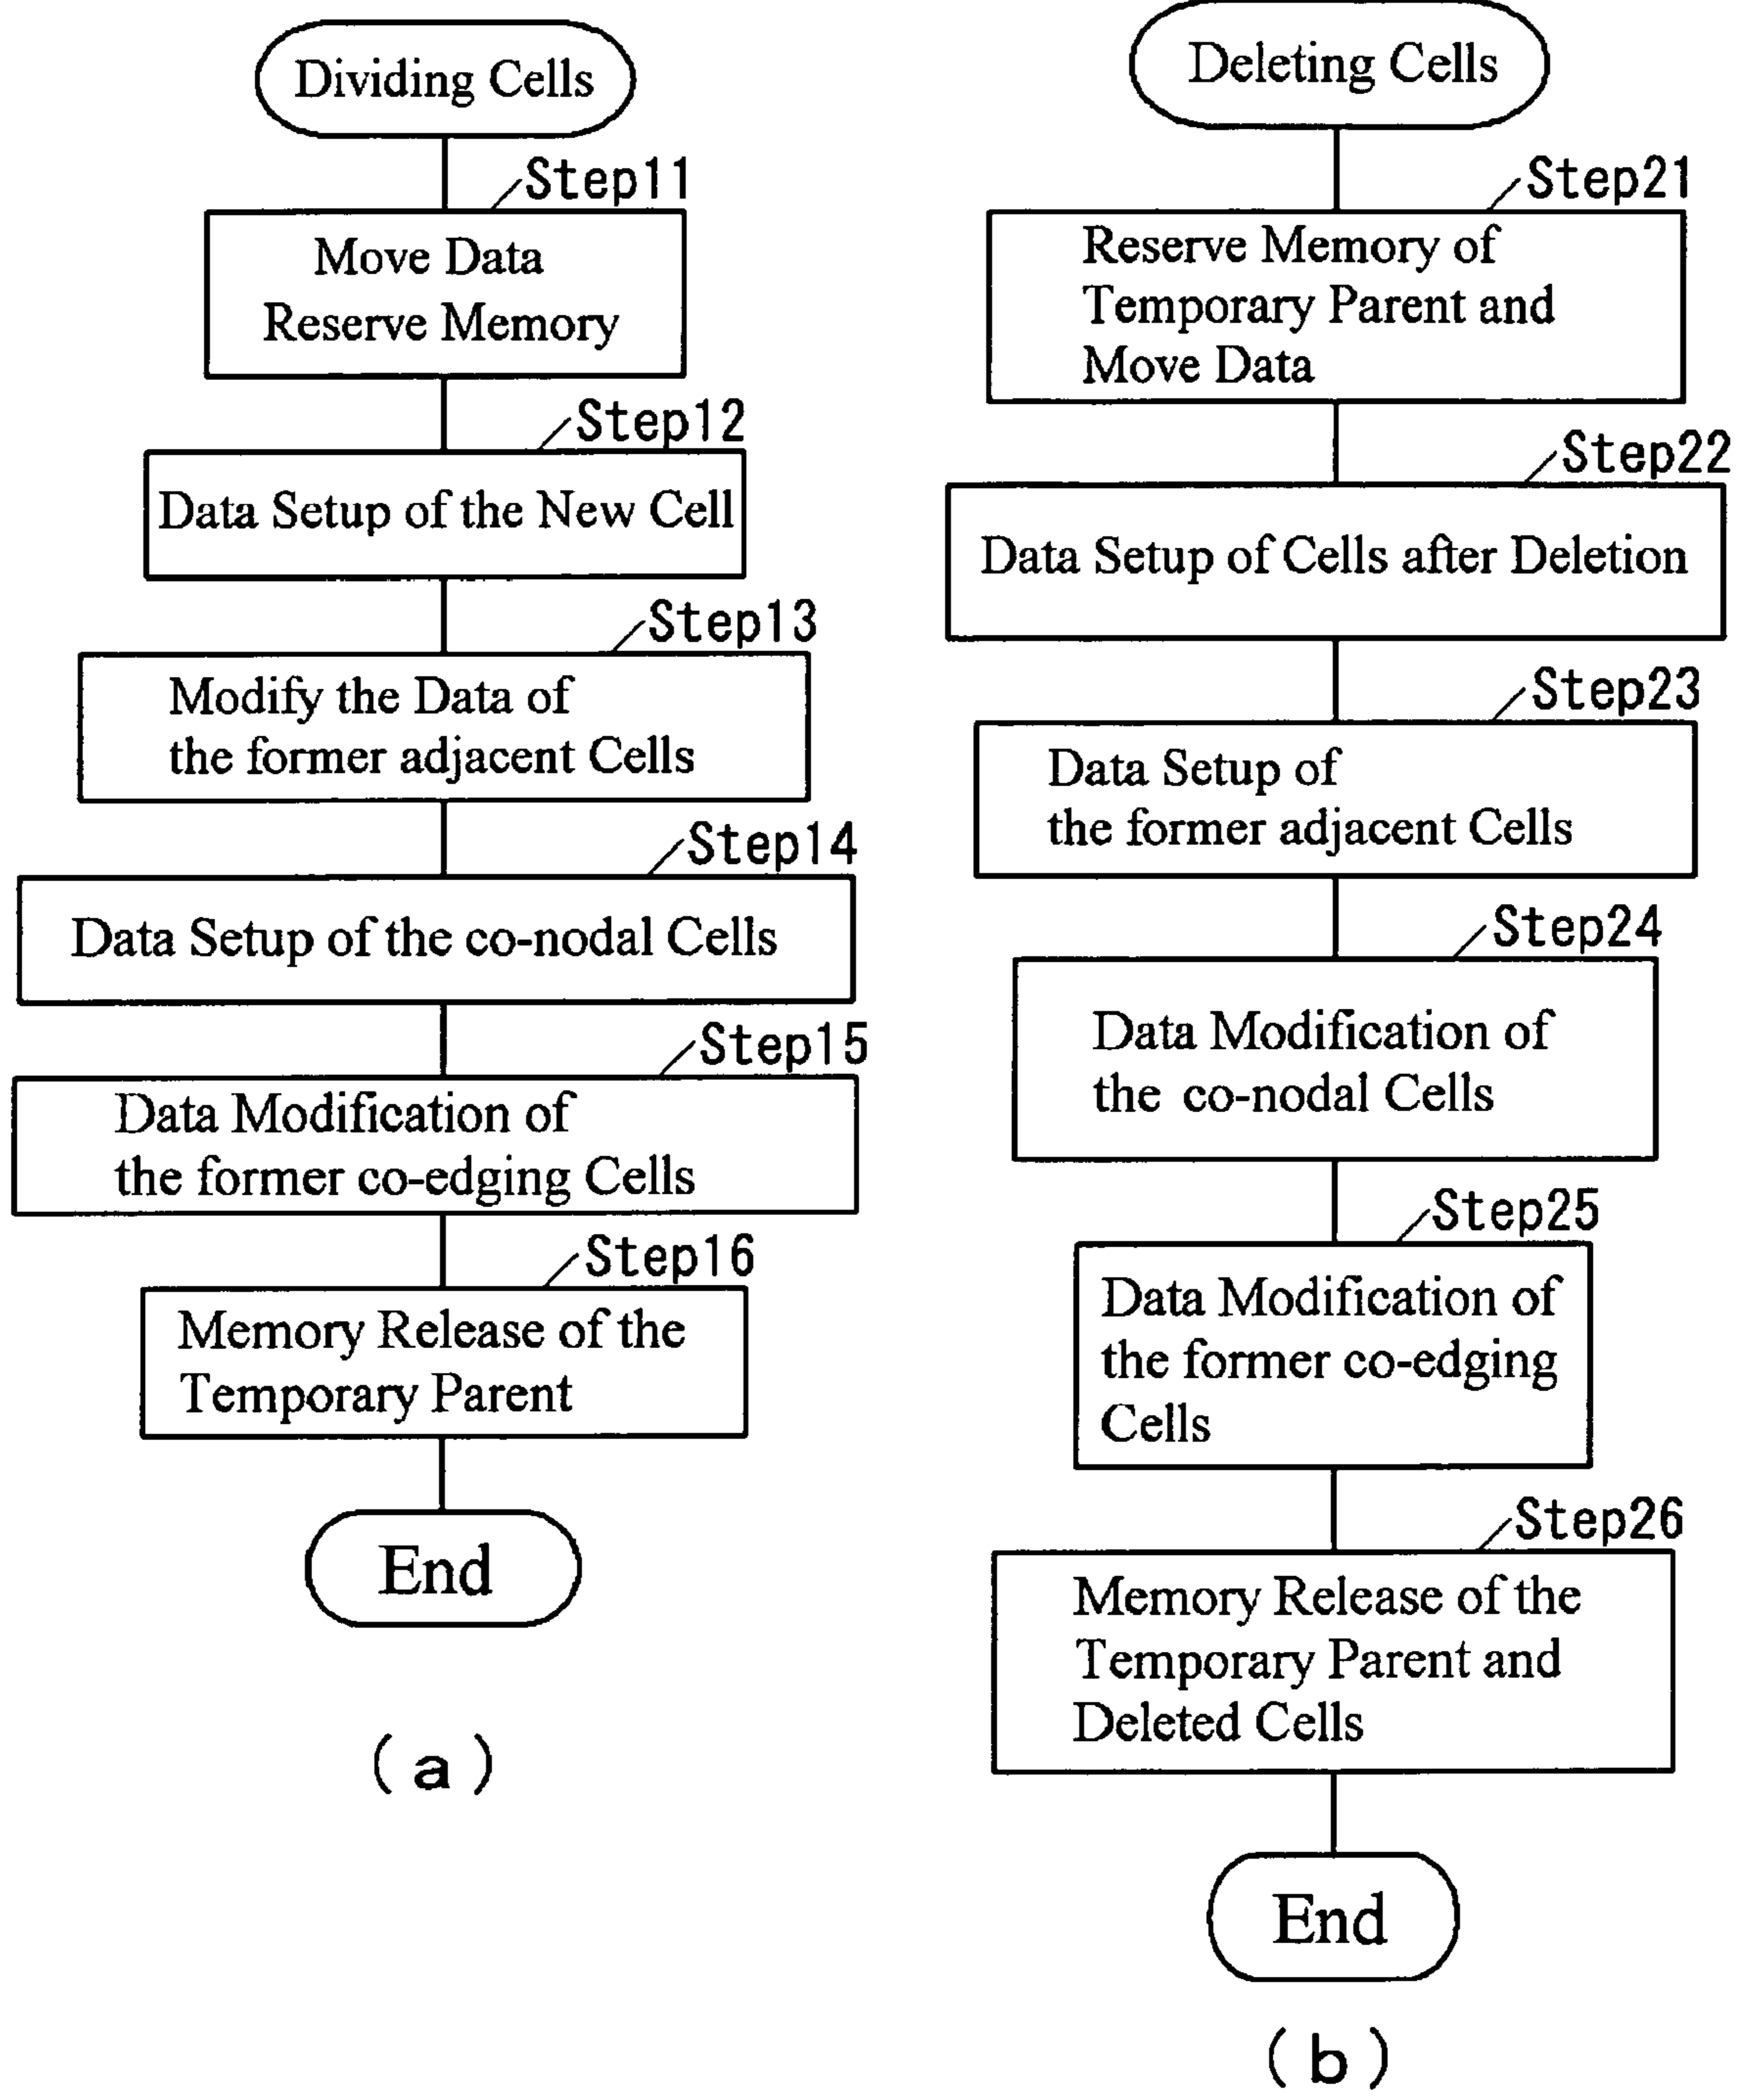 Dividing Cells
Step11
Move Data
Reserve Memory
Step12
Data Setup of the New Cell
Step13
Modify the Data of
the former adjacent Cells
Step14
Data Setup of the co-nodal Cells
Step15
Data Modification of
the former co-edging Cells
Step16
Memory Release of the
Temporary Parent
End
(a)
Deleting Cells
Step21
Reserve Memory of
Temporary Parent and
Move Data
Step22
Data Setup of Cells after Deletion
Step23
Data Setup of
the former adjacent Cells
Step24
Data Modification of
the co-nodal Cells
Step25
Data Modification of
the former co-edging
Cells
Step26
Memory Release of the
Temporary Parent and
Deleted Cells
End
(b)